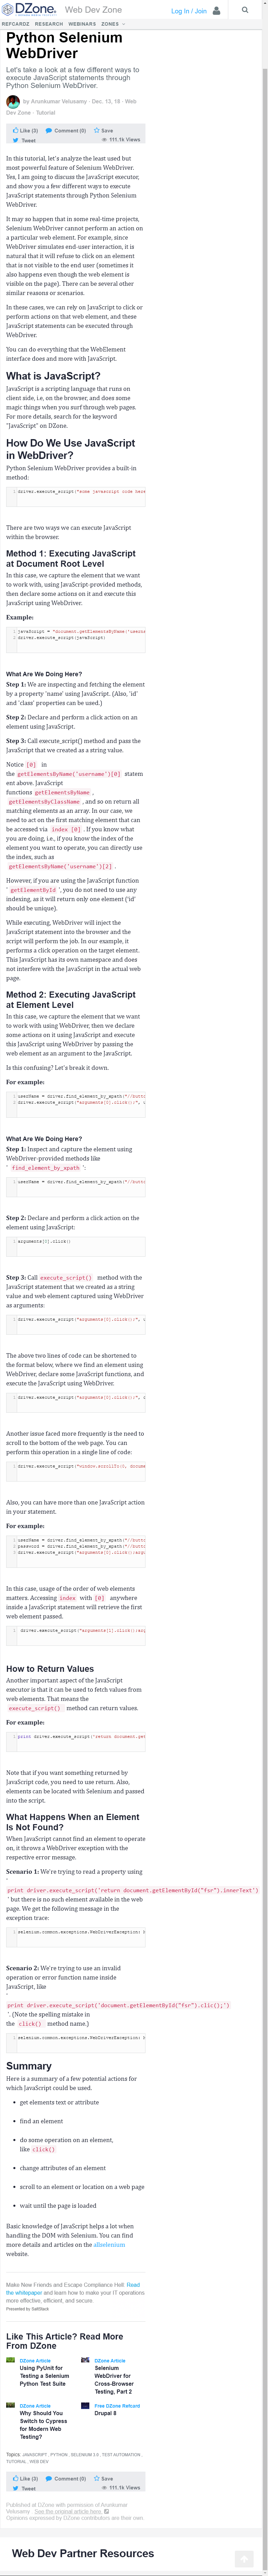 DZone.
Web Dev Zone
Log In / Join
REFCARDZ RESEARCH WEBINARS ZONES
Python Selenium
WebDriver
Let's take a look at a few different ways to
execute JavaScript statements through
Python Selenium WebDriver.
by Arunkumar Velusamy · Dec. 13, 18 · Web
Dev Zone · Tutorial
Like (3) Comment (0) Save
Tweet 111.1k Views
In this tutorial, let's analyze the least used but
most powerful feature of Selenium WebDriver.
Yes, I am going to discuss the JavaScript executor,
and show you a few different ways to execute
JavaScript statements through Python Selenium
WebDriver.
It may so happen that in some real-time projects,
Selenium WebDriver cannot perform an action on
a particular web element. For example, since
WebDriver simulates end-user interaction, it is
natural that it will refuse to click on an element
that is not visible to the end user (sometimes it
also happens even though the web element is
visible on the page). There can be several other
similar reasons or scenarios.
In these cases, we can rely on JavaScript to click or
perform actions on that web element, and these
JavaScript statements can be executed through
WebDriver.
You can do everything that the WebElement
interface does and more with JavaScript.
What is JavaScript?
JavaScript is a scripting language that runs on
client side, i.e, on the browser, and does some
magic things when you surf through web pages.
For more details, search for the keyword
"JavaScript" on DZone.
How Do We Use JavaScript
in WebDriver?
Python Selenium WebDriver provides a built-in
method:
1 driver.execute_script("some javascript code here
There are two ways we can execute JavaScript
within the browser.
Method 1: Executing JavaScript
at Document Root Level
In this case, we capture the element that we want
to work with, using JavaScript-provided methods,
then declare some actions on it and execute this
JavaScript using WebDriver.
Example:
1 javaScript = "document.getElementsByName('userna
2 driver.execute_script(javaScript)
What Are We Doing Here?
Step 1: We are inspecting and fetching the element
by a property 'name' using JavaScript. (Also, 'id'
and 'class' properties can be used.)
Step 2: Declare and perform a click action on an
element using JavaScript.
Step 3: Call execute_script() method and pass the
JavaScript that we created as a string value.
Notice [0] in
the getElementsByName('username')[0] statem
ent above. JavaScript
functions getElementsByName ,
getElementsByClassName , and so on return all
matching elements as an array. In our case, we
need to act on the first matching element that can
be accessed via index [0] . If you know what
you are doing, i.e., if you know the index of the
element you want to operate, you can directly use
the index, such as
getElementsByName('username')[2] .
However, if you are using the JavaScript function
' getElementById ', you do not need to use any
indexing, as it will return only one element ('id'
should be unique).
While executing, WebDriver will inject the
JavaScript statement into the browser and the
script will perform the job. In our example, it
performs a click operation on the target element.
This JavaScript has its own namespace and does
not interfere with the JavaScript in the actual web
page.
Method 2: Executing JavaScript
at Element Level
In this case, we capture the element that we want
to work with using WebDriver, then we declare
some actions on it using JavaScript and execute
this JavaScript using WebDriver by passing the
web element as an argument to the JavaScript.
Is this confusing? Let's break it down.
For example:
1 userName = driver.find_element_by_xpath("//butto
2 driver.execute_script("arguments[0].click();", u
What Are We Doing Here?
Step 1: Inspect and capture the element using
WebDriver-provided methods like
' find_element_by_xpath ':
1 userName = driver.find_element_by_xpath("//butto
Step 2: Declare and perform a click action on the
element using JavaScript:
1 arguments[0].click()
Step 3: Call execute_script() method with the
JavaScript statement that we created as a string
value and web element captured using WebDriver
as arguments:
1 driver.execute_script("arguments[0].click();", u
The above two lines of code can be shortened to
the format below, where we find an element using
WebDriver, declare some JavaScript functions, and
execute the JavaScript using WebDriver.
1 driver.execute_script("arguments[0].click();", d
Another issue faced more frequently is the need to
scroll to the bottom of the web page. You can
perform this operation in a single line of code:
1 driver.execute_script("window.scrollTo(0, docume
Also, you can have more than one JavaScript action
in your statement.
For example:
1 userName = driver.find_element_by_xpath("//butto
2 password = driver.find_element_by_xpath("//butto
3 driver.execute_script("arguments[0].click();argu
In this case, usage of the order of web elements
matters. Accessing index with [0] anywhere
inside a JavaScript statement will retrieve the first
web element passed.
1 driver.execute_script("arguments[1].click();arg
How to Return Values
Another important aspect of the JavaScript
executor is that it can be used to fetch values from
web elements. That means the
execute_script() method can return values.
For example:
1 print driver.execute_script('return document.get
Note that if you want something returned by
JavaScript code, you need to use return. Also,
elements can be located with Selenium and passed
into the script.
What Happens When an Element
Is Not Found?
When JavaScript cannot find an element to operate
on, it throws a WebDriver exception with the
respective error message.
Scenario 1: We're trying to read a property using
'
print driver.execute_script('return document.getElementById("fsr").innerText')
' but there is no such element available in the web
page. We get the following message in the
exception trace:
1 selenium.common.exceptions.WebDriverException: M
Scenario 2: We're trying to use an invalid
operation or error function name inside
JavaScript, like
'
print driver.execute_script('document.getElementById("fsr").clic();')
'. (Note the spelling mistake in
the click() method name.)
1 selenium.common.exceptions.WebDriverException: M
Summary
Here is a summary of a few potential actions for
which JavaScript could be used.
• get elements text or attribute
• find an element
• do some operation on an element,
like click()
• change attributes of an element
• scroll to an element or location on a web page
• wait until the page is loaded
Basic knowledge of JavaScript helps a lot when
handling the DOM with Selenium. You can find
more details and articles on the allselenium
website.
Make New Friends and Escape Compliance Hell. Read
the whitepaper and learn how to make your IT operations
more effective, efficient, and secure.
Presented by SaltStack
Like This Article? Read More
From DZone
DZone Article
Using PyUnit for
Testing a Selenium
Python Test Suite
DZone Article
Selenium
WebDriver for
Cross-Browser
Testing, Part 2
DZone Article
Why Should You
Switch to Cypress
for Modern Web
Testing?
Free DZone Refcard
Drupal 8
Topics: JAVASCRIPT , PYTHON , SELENIUM 3.0 , TEST AUTOMATION ,
TUTORIAL , WEB DEV
Like (3) Comment (0) Save
Tweet 111.1k Views
Published at DZone with permission of Arunkumar
Velusamy . See the original article here.
Opinions expressed by DZone contributors are their own.
Web Dev Partner Resources